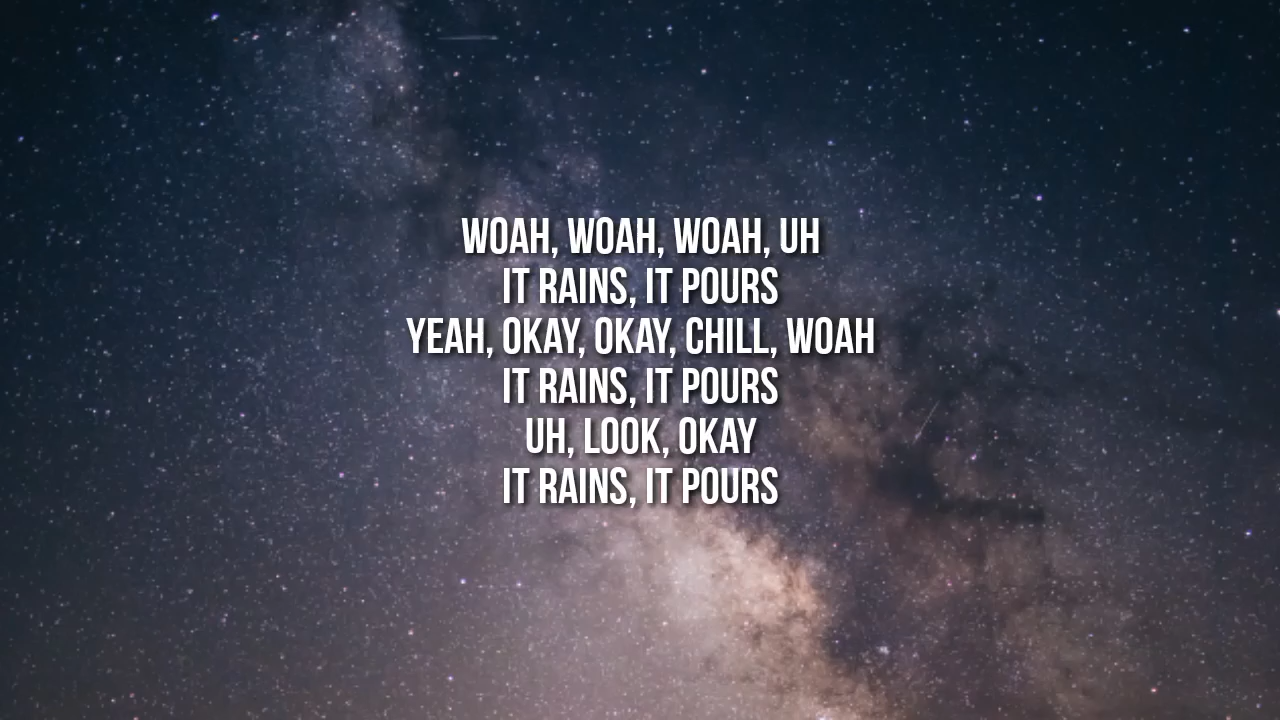 WOAH, WOAH, WOAH, UH
IT RAINS, IT POURS
YEAH, OKAY, OKAY, CHILL, WOAH
IT RAINS, IT POURS
UH, LOOK, OKAY
IT RAINS, IT POURS